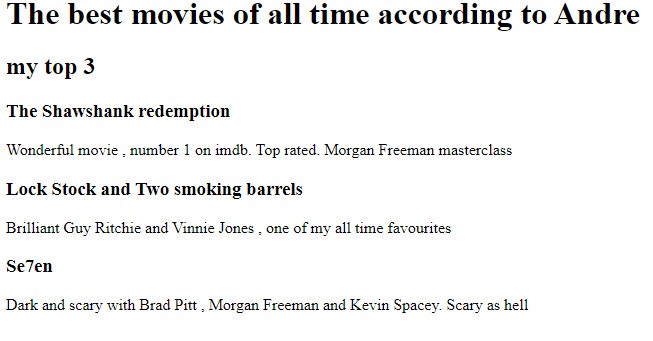 The best movies of all time according to Andre
my top 3
The Shawshank redemption
Wonderful movie , number 1 on imdb. Top rated. Morgan Freeman masterclass
Lock Stock and Two smoking barrels
Brilliant Guy Ritchie and Vinnie Jones , one of my all time favourites
Se7en
Dark and scary with Brad Pitt , Morgan Freeman and Kevin Spacey. Scary as hell